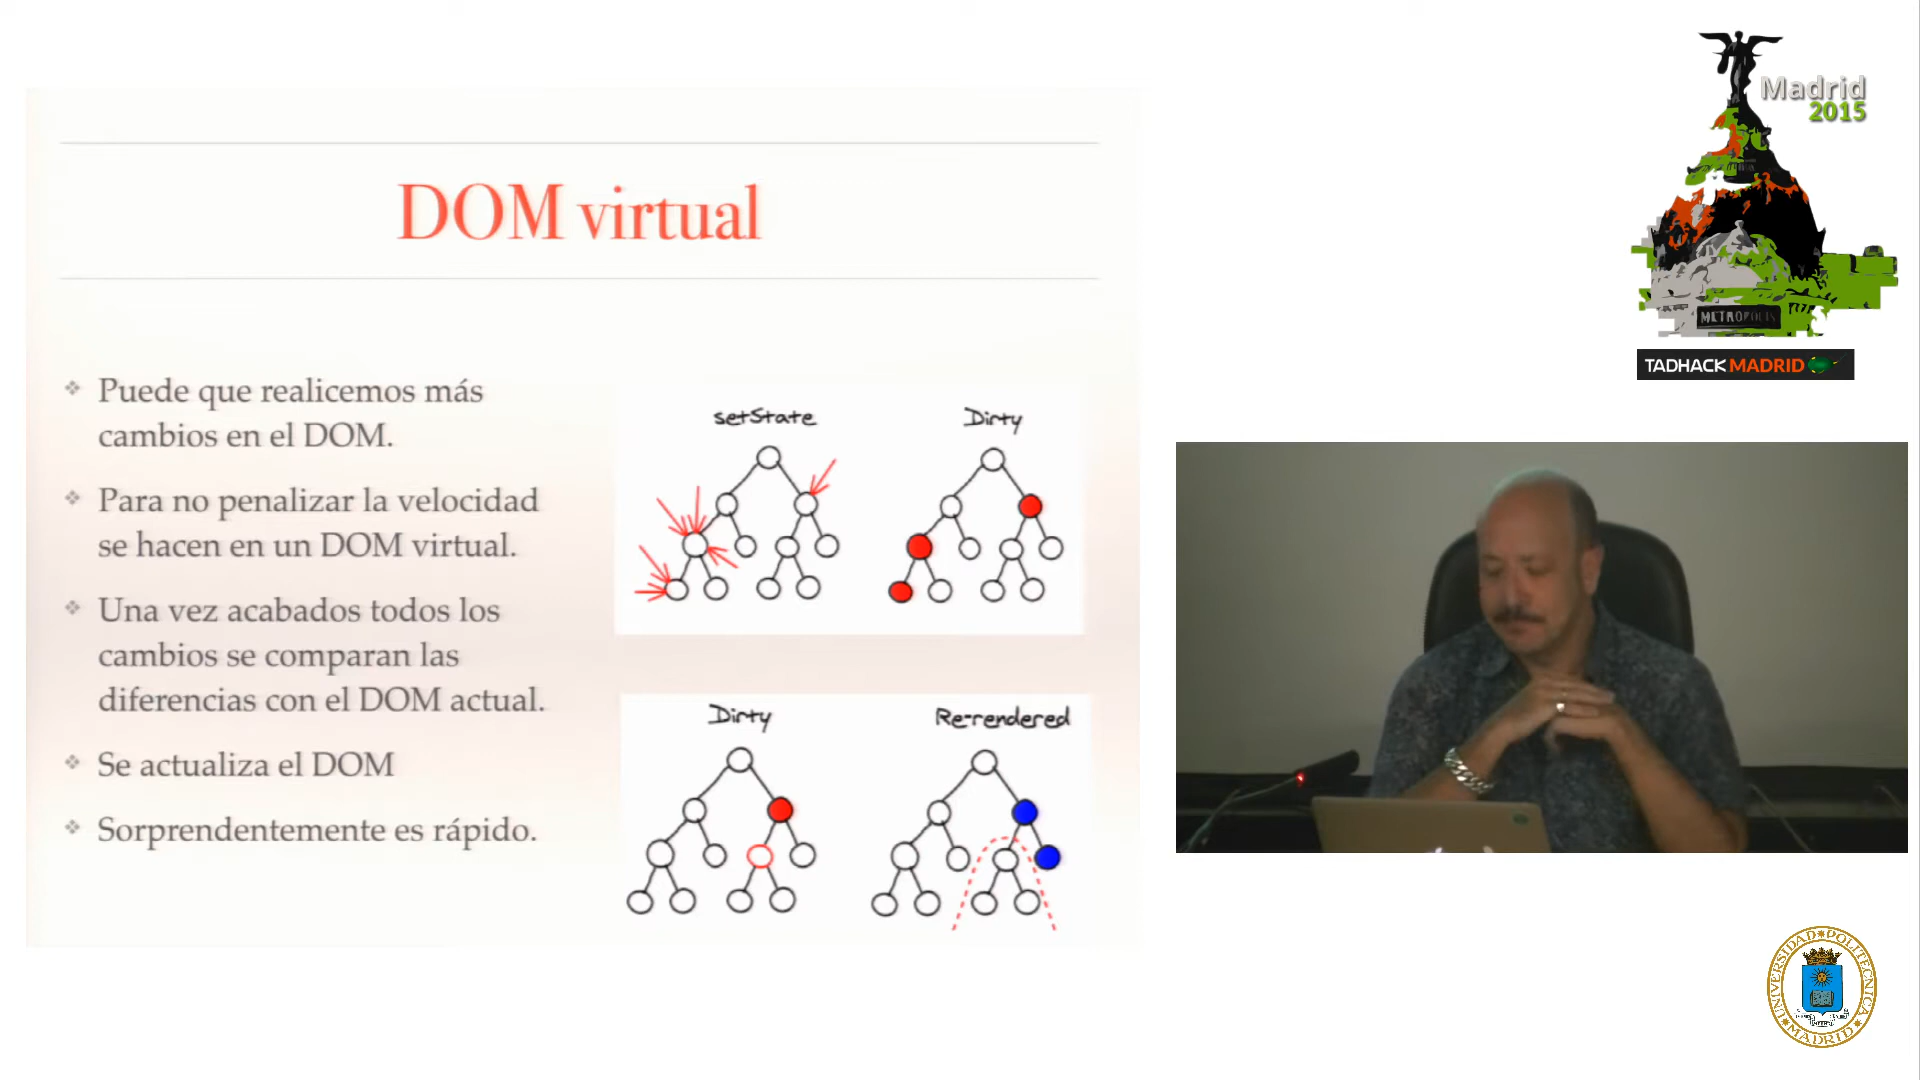 DOM virtual
Puede que realicemos más
cambios en el DOM.
Para no penalizar la velocidad
se hacen en un DOM virtual.
Una vez acabados todos los
cambios se comparan las
diferencias con el DOM actual.
Se actualiza el DOM
Sorprendentemente es rápido.
setState
Dirty
Dirty
Re-rendered
Madrid
2015
METROPOLIS
TADHACK MADRID
UNIVERSIDAD POLITECNICA
MADRID